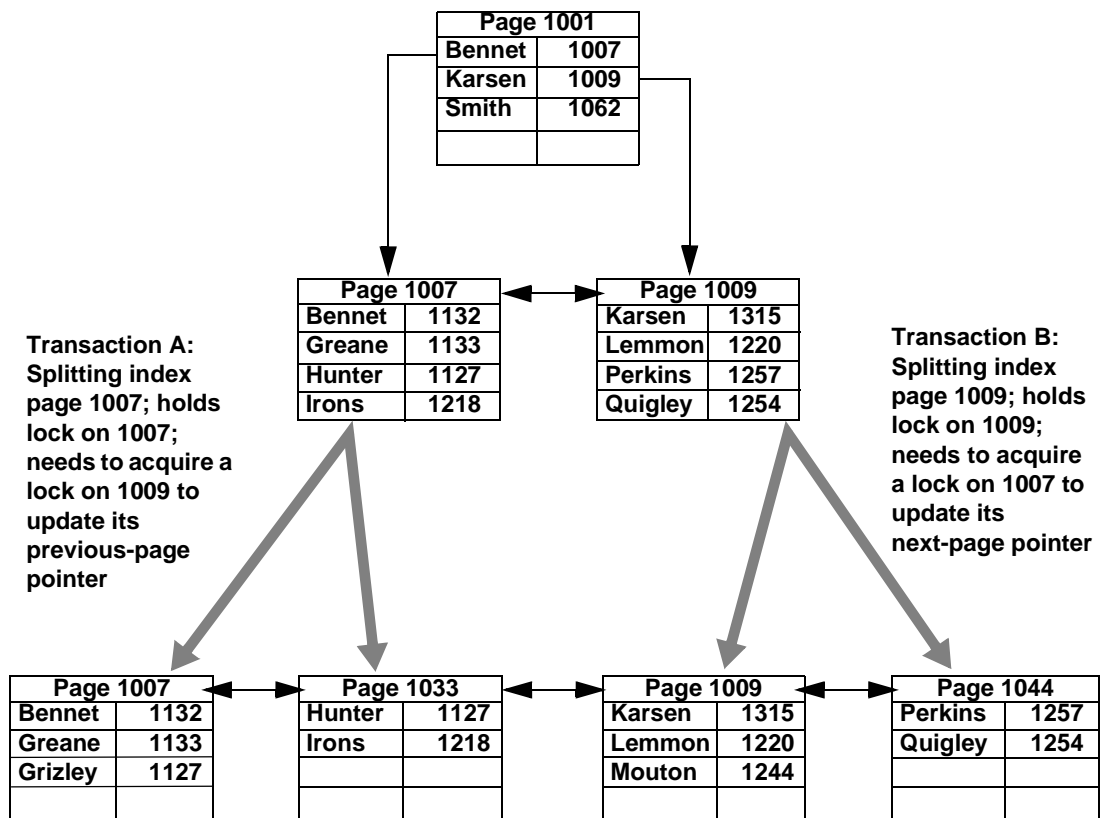 Page 1001
Bennet 1007
Karsen 1009
Smith 1062
Page 1007
Bennet 1132
Greane 1133
Hunter 1127
Irons 1218
Page 1009
Karsen 1315
Lemmon 1220
Perkins 1257
Quigley 1254
Transaction A:
Splitting index
page 1007; holds
lock on 1007;
needs to acquire a
lock on 1009 to
update its
previous-page
pointer
Transaction B:
Splitting index
page 1009; holds
lock on 1009;
needs to acquire
a lock on 1007 to
update its
next-page pointer
Page 1007
Bennet 1132
Greane 1133
Grizley 1127
Page 1033
Hunter 1127
Irons 1218
Page 1009
Karsen 1315
Lemmon 1220
Mouton 1244
Page 1044
Perkins 1257
Quigley 1254